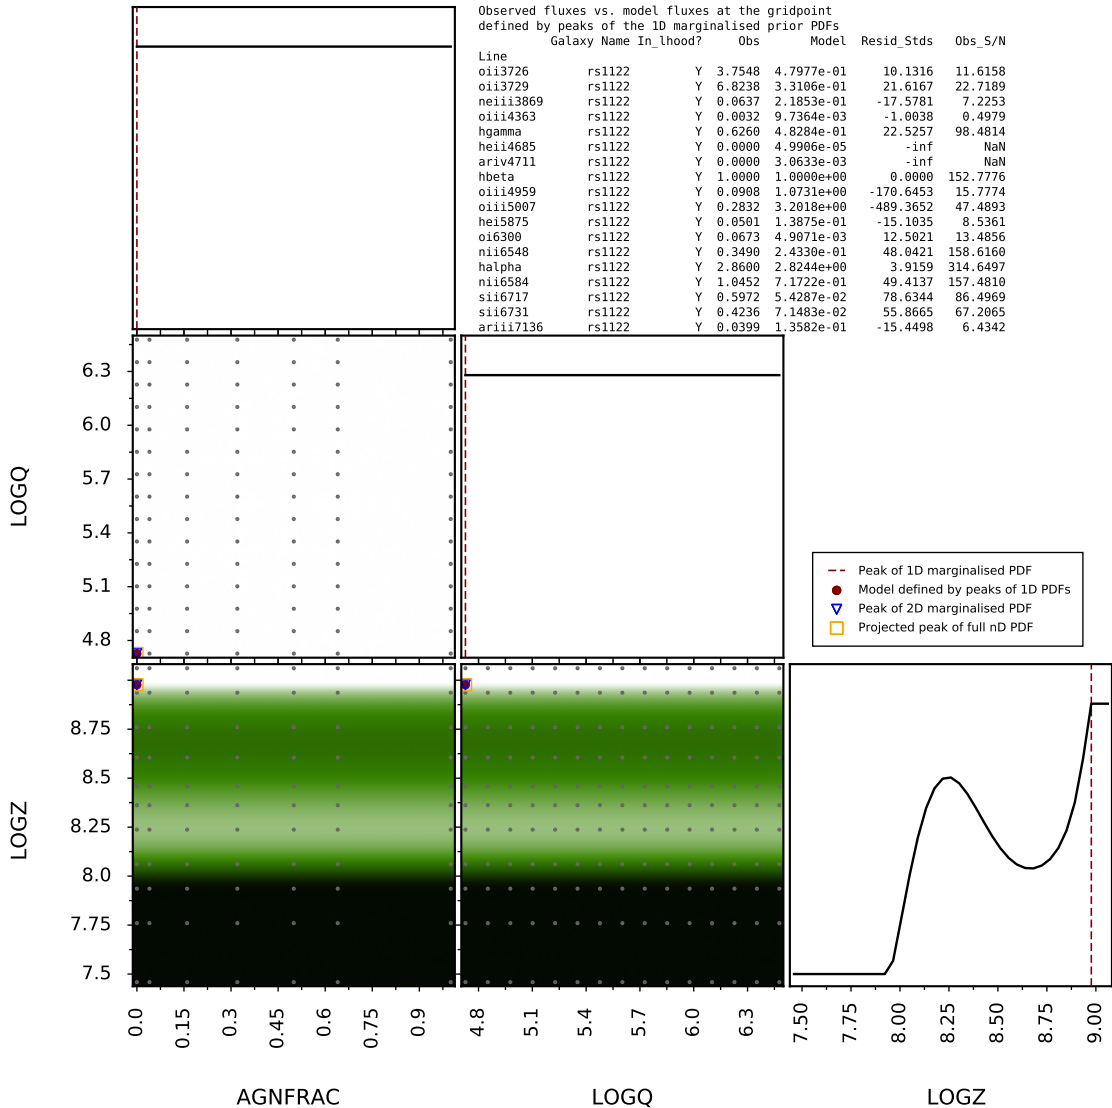 Observed fluxes vs. model fluxes at the gridpoint
defined by peaks of the 1D marginalised prior PDFs
Galaxy Name In_lhood? Obs Model Resid_Stds Obs_S/N
Line
oii3726 rs1122 Y 3.7548 4.7977e-01 10.1316 11.6158
oii3729 rs1122 Y 6.8238 3.3106e-01 21.6167 22.7189
neiii3869 rs1122 Y 0.0637 2.1853e-01 -17.5781 7.2253
oiii4363 rs1122 Y 0.0032 9.7364e-03 -1.0038 0.4979
hgamma rs1122 Y 0.6260 4.8284e-01 22.5257 98.4814
heii4685 rs1122 Y 0.0000 4.9906e-05 -inf NaN
ariv4711 rs1122 Y 0.0000 3.0633e-03 -inf NaN
hbeta rs1122 Y 1.0000 1.0000e+00 0.0000 152.7776
oiii4959 rs1122 Y 0.0908 1.0731e+00 -170.6453 15.7774
oiii5007 rs1122 Y 0.2832 3.2018e+00 -489.3652 47.4893
hei5875 rs1122 Y 0.0501 1.3875e-01 -15.1035 8.5361
oi6300 rs1122 Y 0.0673 4.9071e-03 12.5021 13.4856
nii6548 rs1122 Y 0.3490 2.4330e-01 48.0421 158.6160
halpha rs1122 Y 2.8600 2.8244e+00 3.9159 314.6497
nii6584 rs1122 Y 1.0452 7.1722e-01 49.4137 157.4810
sii6717 rs1122 Y 0.5972 5.4287e-02 78.6344 86.4969
sii6731 rs1122 Y 0.4236 7.1483e-02 55.8665 67.2065
ariii7136 rs1122 Y 0.0399 1.3582e-01 -15.4498 6.4342
LOGQ
6.3
6.0
5.7
5.4
5.1
4.8
Peak of 1D marginalised PDF
Model defined by peaks of 1D PDFs
Peak of 2D marginalised PDF
Projected peak of full nD PDF
LOGZ
8.75
8.5
8.25
8.0
7.75
7.5
0.0 0.15 0.3 0.45 0.6 0.75 0.9
4.8 5.1 5.4 5.7 6.0 6.3
7.50 7.75 8.00 8.25 8.50 8.75 9.00
AGNFRAC LOGQ LOGZ